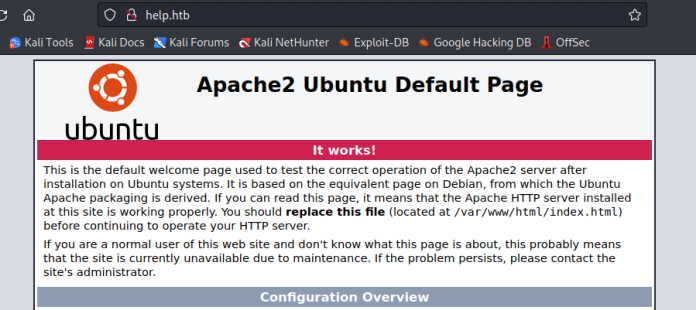 help.htb
Kali Tools Kali Docs Kali Forums Kali NetHunter Exploit-DB Google Hacking DB OffSec
Apache2 Ubuntu Default Page
ubuntu
It works!
This is the default welcome page used to test the correct operation of the Apache2 server after
installation on Ubuntu systems. It is based on the equivalent page on Debian, from which the Ubuntu
Apache packaging is derived. If you can read this page, it means that the Apache HTTP server installed
at this site is working properly. You should replace this file (located at /var/www/html/index.html)
before continuing to operate your HTTP server.
If you are a normal user of this web site and don't know what this page is about, this probably means
that the site is currently unavailable due to maintenance. If the problem persists, please contact the
site's administrator.
Configuration Overview